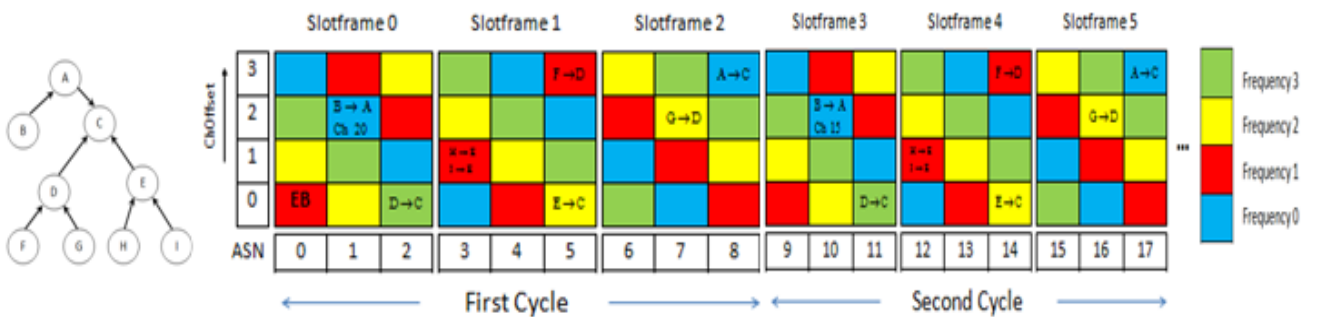 Slotframe 0 Slotframe 1 Slotframe 2 Slotframe 3 Slotframe 4 Slotframe 5
A
B
C
D
E
F G H I
ChOffset
3 F→D A→C F→D A→C
2 B→A G→D B→A G→D
Ch 20 Ch 15
1 H→E H→E
I→E I→E
0 EB D→C E→C D→C E→C
ASN 0 1 2 3 4 5 6 7 8 9 10 11 12 13 14 15 16 17
First Cycle Second Cycle
...
Frequency 3
Frequency 2
Frequency 1
Frequency 0